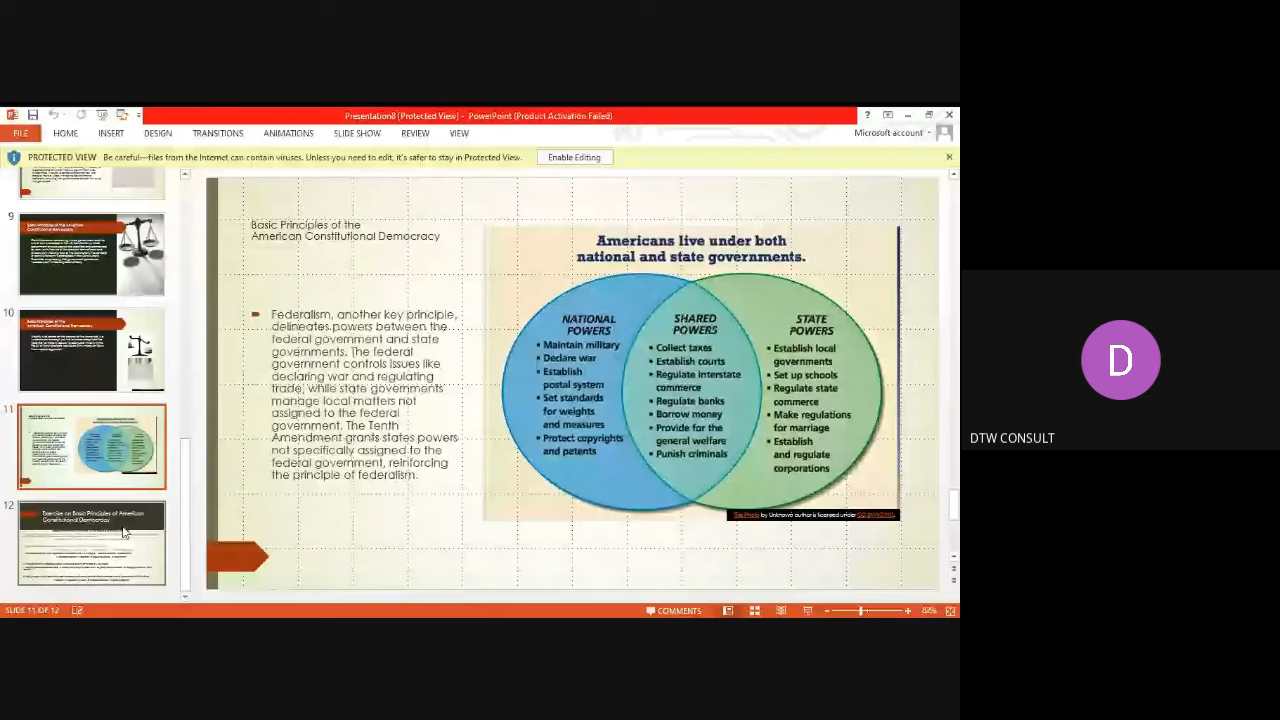 Presentation8 [Protected View] - PowerPoint (Product Activation Failed)
FILE HOME INSERT DESIGN TRANSITIONS ANIMATIONS SLIDE SHOW REVIEW VIEW
Microsoft account
PROTECTED VIEW Be careful—files from the Internet can contain viruses. Unless you need to edit, it's safer to stay in Protected View. Enable Editing
9
10
11
12
Exercise on Basic Principles of American
Constitutional Democracy
Basic Principles of the
American Constitutional Democracy
Federalism, another key principle,
delineates powers between the
federal government and state
governments. The federal
government controls issues like
declaring war and regulating
trade, while state governments
manage local matters not
assigned to the federal
government. The Tenth
Amendment grants states powers
not specifically assigned to the
federal government, reinforcing
the principle of federalism.
Americans live under both
national and state governments.
NATIONAL
POWERS
• Maintain military
• Declare war
• Establish
postal system
• Set standards
for weights
and measures
• Protect copyrights
and patents
SHARED
POWERS
• Collect taxes
• Establish courts
• Regulate interstate
commerce
• Regulate banks
• Borrow money
• Provide for the
general welfare
• Punish criminals
STATE
POWERS
• Establish local
governments
• Set up schools
• Regulate state
commerce
• Make regulations
for marriage
• Establish
and regulate
corporations
by Unknown author is licensed under
SLIDE 11 OF 12
COMMENTS
D
DTW CONSULT